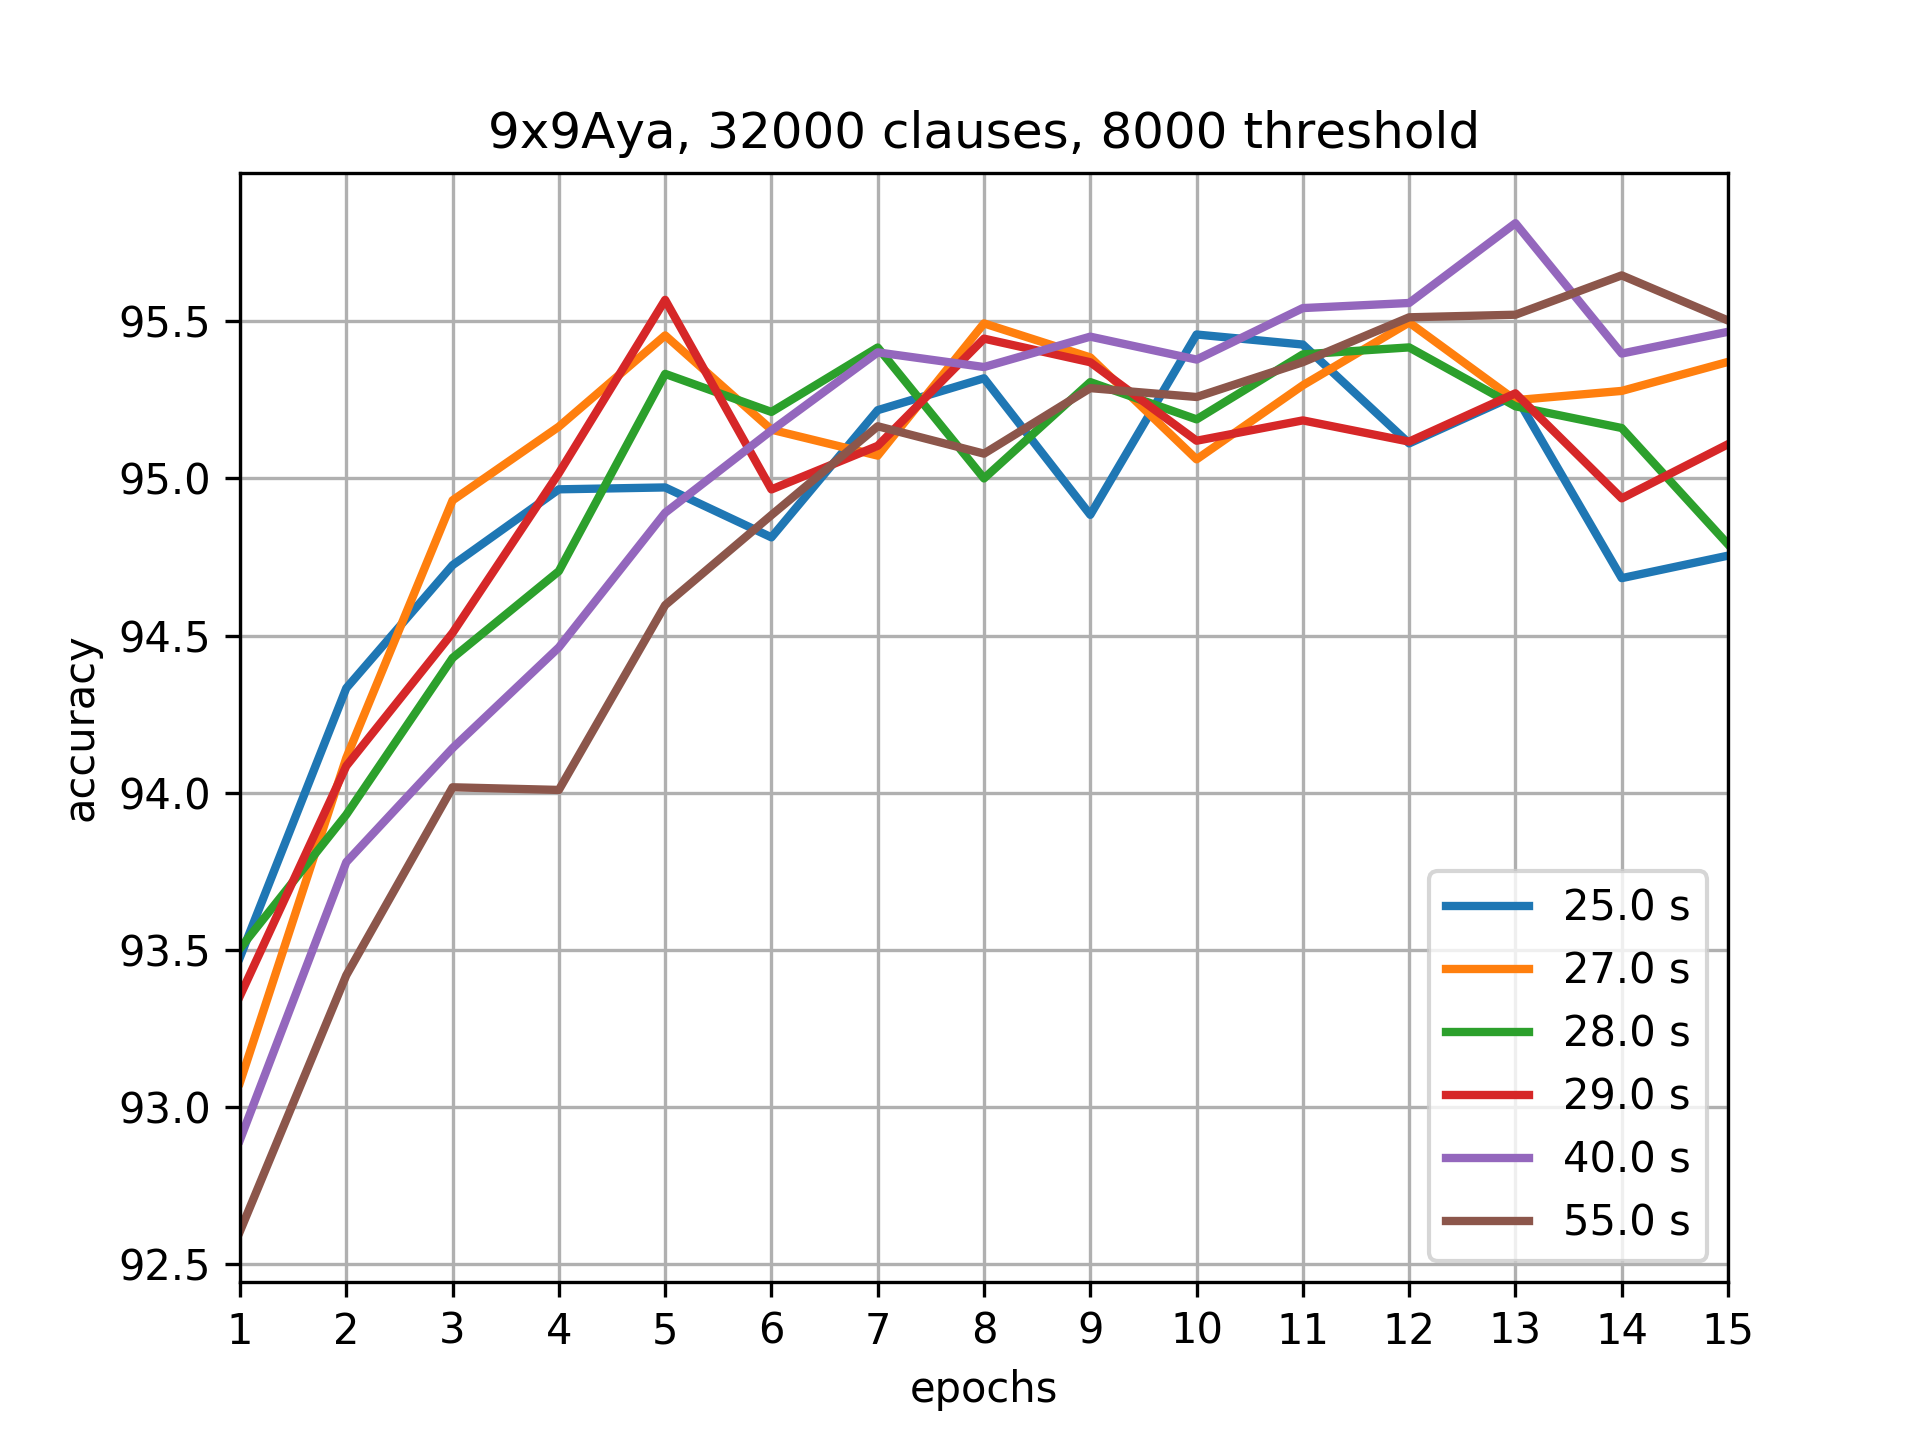 9x9Aya, 32000 clauses, 8000 threshold
accuracy
95.5
95.0
94.5
94.0
93.5
93.0
92.5
25.0 s
27.0 s
28.0 s
29.0 s
40.0 s
55.0 s
1 2 3 4 5 6 7 8 9 10 11 12 13 14 15
epochs